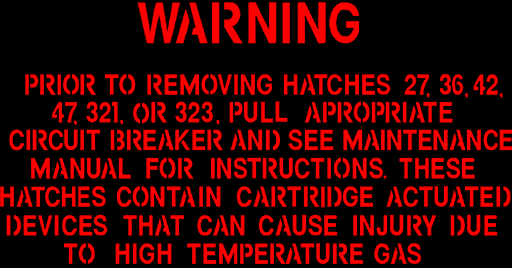 WARNING
PRIOR TO REMOVING HATCHES 27, 36, 42,
47, 321, OR 323, PULL APROPRIATE
CIRCUIT BREAKER AND SEE MAINTENANCE
MANUAL FOR INSTRUCTIONS. THESE
HATCHES CONTAIN CARTRIDGE ACTUATED
DEVICES THAT CAN CAUSE INJURY DUE
TO HIGH TEMPERATURE GAS